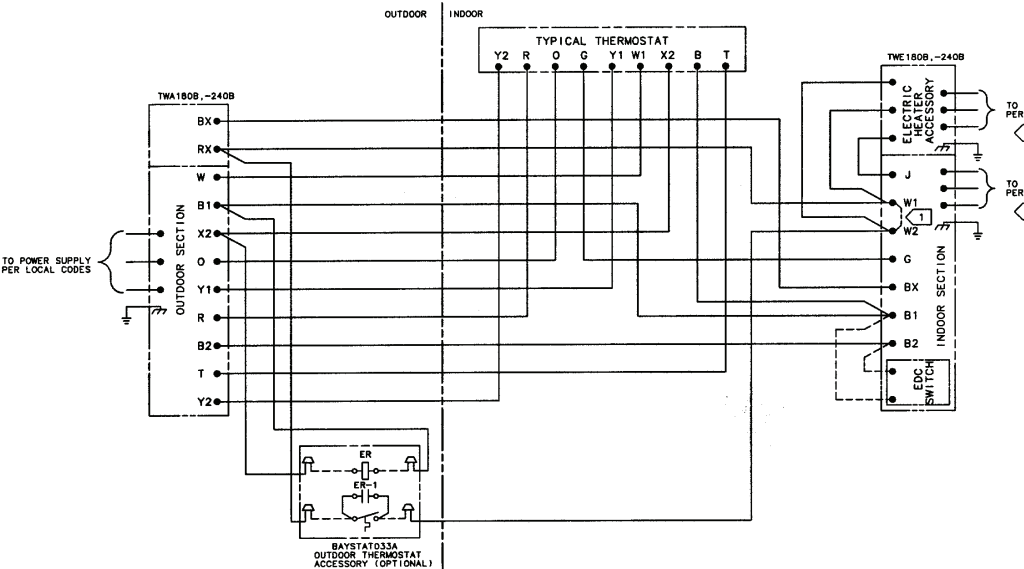 OUTDOOR INDOOR
TYPICAL THERMOSTAT
Y2 R O G Y1 W1 X2 B T
TWA180B,-240B
BX
RX
W
B1
X2
O
Y1
R
B2
T
Y2
OUTDOOR SECTION
TO POWER SUPPLY
PER LOCAL CODES
TWE180B,-240B
ELECTRIC
HEATER
ACCESSORY
TO
PER
J
TO
PER
W1
1
W2
G
BX
B1
B2
INDOOR SECTION
EDC
SWITCH
ER
ER-1
BAYSTAT033A
OUTDOOR THERMOSTAT
ACCESSORY (OPTIONAL)